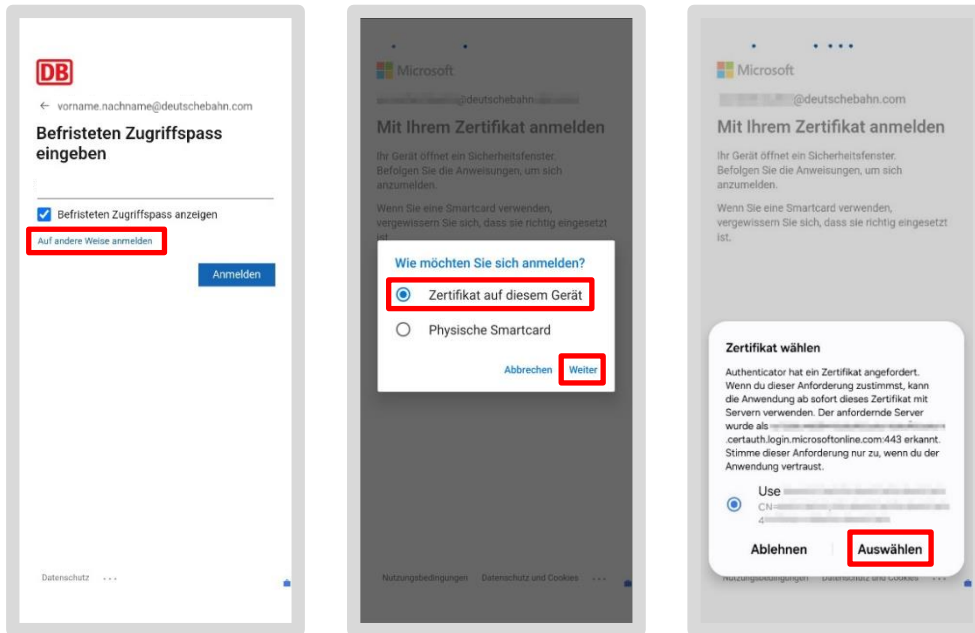 DB
← vorname.nachname@deutschebahn.com
Befristeten Zugriffspass
eingeben
Befristeten Zugriffspass anzeigen
Auf andere Weise anmelden
Anmelden
Datenschutz ...
Microsoft
@deutschebahn
Mit Ihrem Zertifikat anmelden
Ihr Gerät öffnet ein Sicherheitsfenster.
Befolgen Sie die Anweisungen, um sich
anzumelden.
Wenn Sie eine Smartcard verwenden,
vergewissern Sie sich, dass sie richtig eingesetzt
ist.
Wie möchten Sie sich anmelden?
Zertifikat auf diesem Gerät
Physische Smartcard
Abbrechen Weiter
Nutzungsbedingungen Datenschutz und Cookies ...
Microsoft
@deutschebahn.com
Mit Ihrem Zertifikat anmelden
Ihr Gerät öffnet ein Sicherheitsfenster.
Befolgen Sie die Anweisungen, um sich
anzumelden.
Wenn Sie eine Smartcard verwenden,
vergewissern Sie sich, dass sie richtig eingesetzt
ist.
Zertifikat wählen
Authenticator hat ein Zertifikat angefordert.
Wenn du dieser Anforderung zustimmst, kann
die Anwendung ab sofort dieses Zertifikat mit
Servern verwenden. Der anfordernde Server
wurde als
.certauth.login.microsoftonline.com:443 erkannt.
Stimme dieser Anforderung nur zu, wenn du der
Anwendung vertraust.
Use
CN=
4
Ablehnen Auswählen
Nutzungsbedingungen Datenschutz und Cookies ...